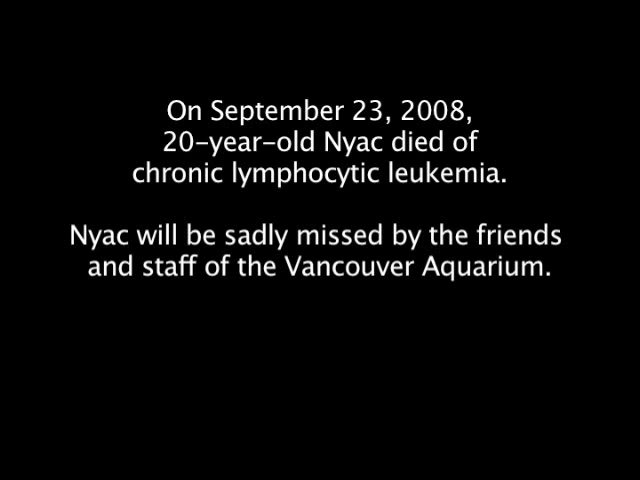 On September 23, 2008,
20-year-old Nyac died of
chronic lymphocytic leukemia.
Nyac will be sadly missed by the friends
and staff of the Vancouver Aquarium.